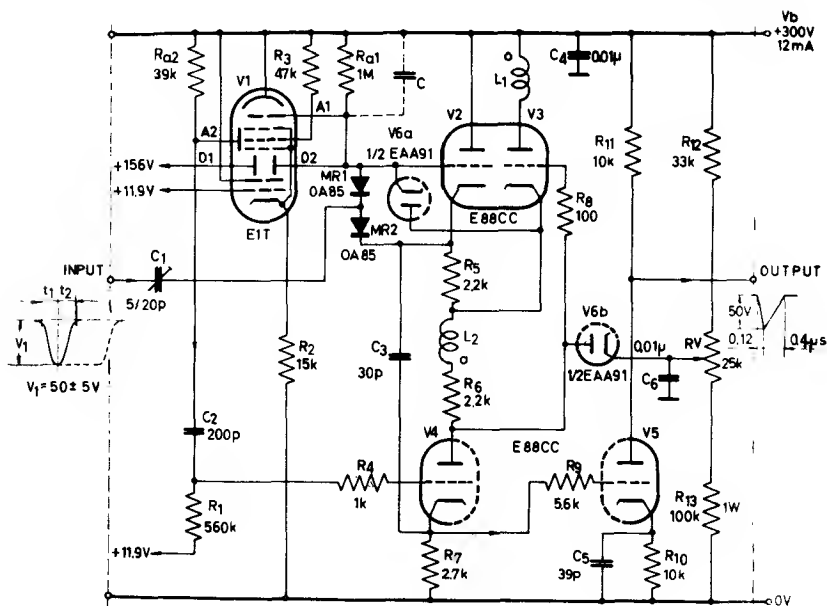 Vb
+300V
12mA
Ra2
39k
R3
47k
Ra1
1M
C
C4
0,01µ
L1
V1
A1
A2
D1
D2
+156V
+11.9V
E1T
V6a
1/2 EAA91
MR1
OA85
MR2
OA85
V2
V3
E88CC
R8
100
R11
10k
R12
33k
INPUT
C1
5/20p
t1
t2
V1
V1=50±5V
R2
15k
C3
30p
R5
2,2k
L2
R6
2,2k
V6b
1/2EAA91
0,01µ
C6
RV
25k
OUTPUT
50V
0,12
0,4µs
C2
200p
R1
560k
+11.9V
R4
1k
V4
E88CC
R9
5,6k
V5
R7
2,7k
C5
39p
R10
10k
R13
100k
1W
0V